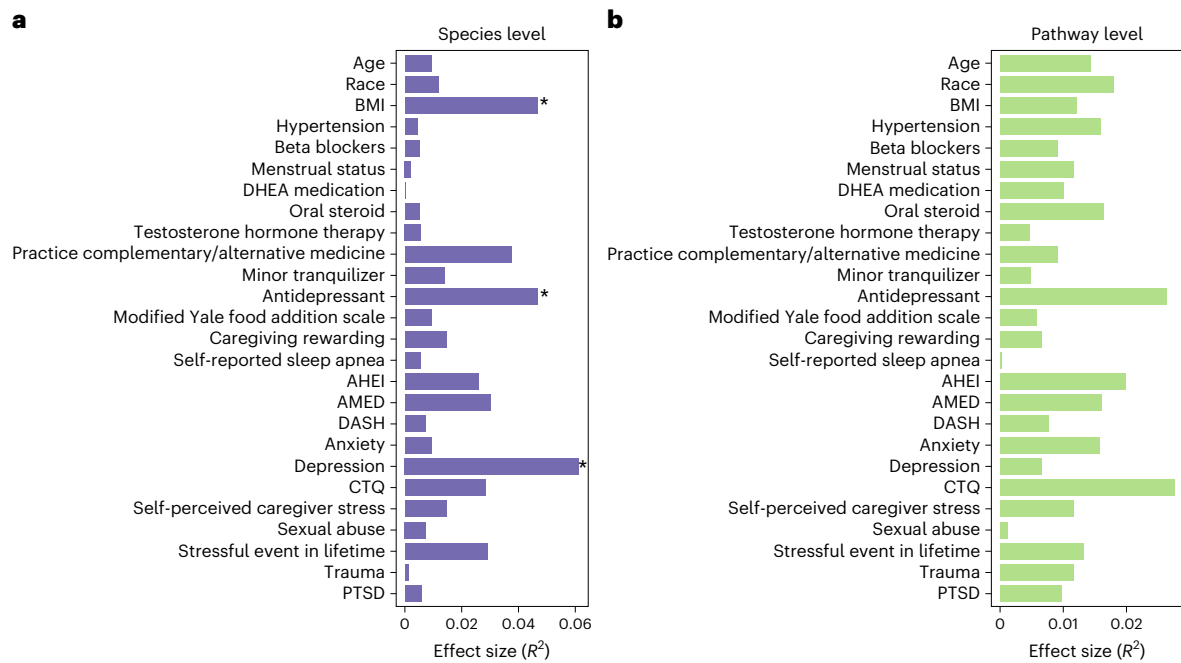 a
Species level
Age
Race
BMI
*
Hypertension
Beta blockers
Menstrual status
DHEA medication
Oral steroid
Testosterone hormone therapy
Practice complementary/alternative medicine
Minor tranquilizer
Antidepressant
*
Modified Yale food addition scale
Caregiving rewarding
Self-reported sleep apnea
AHEI
AMED
DASH
Anxiety
Depression
*
CTQ
Self-perceived caregiver stress
Sexual abuse
Stressful event in lifetime
Trauma
PTSD
0 0.02 0.04 0.06
Effect size (R²)
b
Pathway level
Age
Race
BMI
Hypertension
Beta blockers
Menstrual status
DHEA medication
Oral steroid
Testosterone hormone therapy
Practice complementary/alternative medicine
Minor tranquilizer
Antidepressant
Modified Yale food addition scale
Caregiving rewarding
Self-reported sleep apnea
AHEI
AMED
DASH
Anxiety
Depression
CTQ
Self-perceived caregiver stress
Sexual abuse
Stressful event in lifetime
Trauma
PTSD
0 0.01 0.02
Effect size (R²)